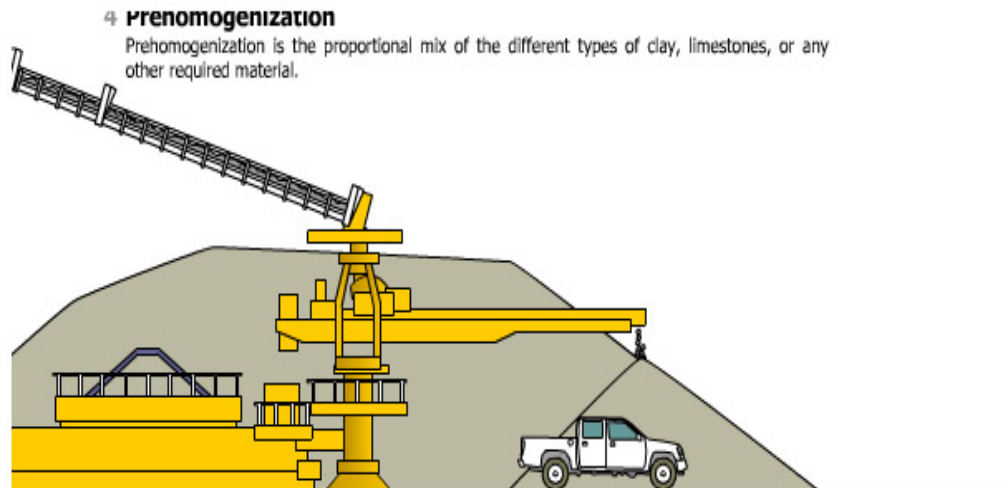 4 Prehomogenization
Prehomogenization is the proportional mix of the different types of clay, limestones, or any
other required material.